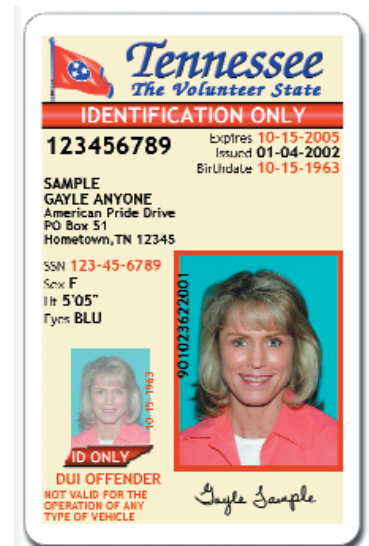 Tennessee
The Volunteer State
IDENTIFICATION ONLY
123456789
Expires 10-15-2005
Issued 01-04-2002
Birthdate 10-15-1963
SAMPLE
GAYLE ANYONE
American Pride Drive
PO Box 51
Hometown, TN 12345
SSN 123-45-6789
Sex F
Ht 5'05"
Eyes BLU
901023622001
10-15-1963
ID ONLY
DUI OFFENDER
NOT VALID FOR THE
OPERATION OF ANY
TYPE OF VEHICLE
Gayle Sample